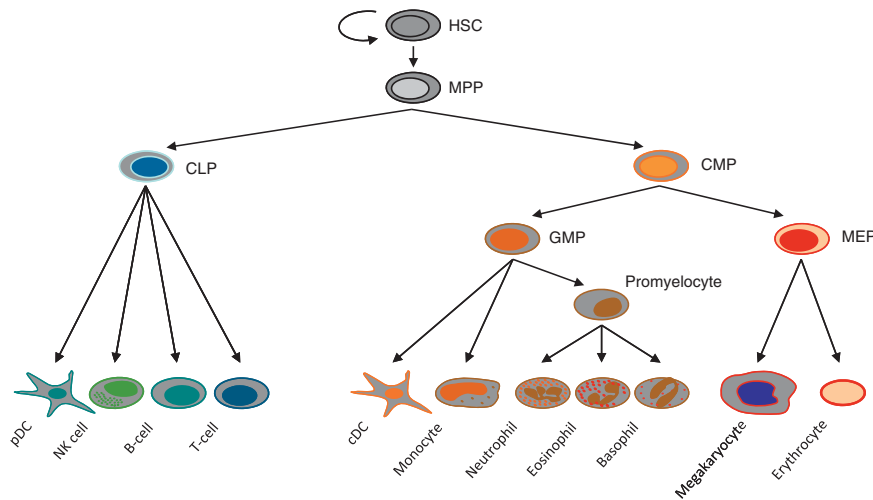 HSC
MPP
CLP
CMP
GMP
MEP
Promyelocyte
pDC
NK cell
B-cell
T-cell
cDC
Monocyte
Neutrophil
Eosinophil
Basophil
Megakaryocyte
Erythrocyte